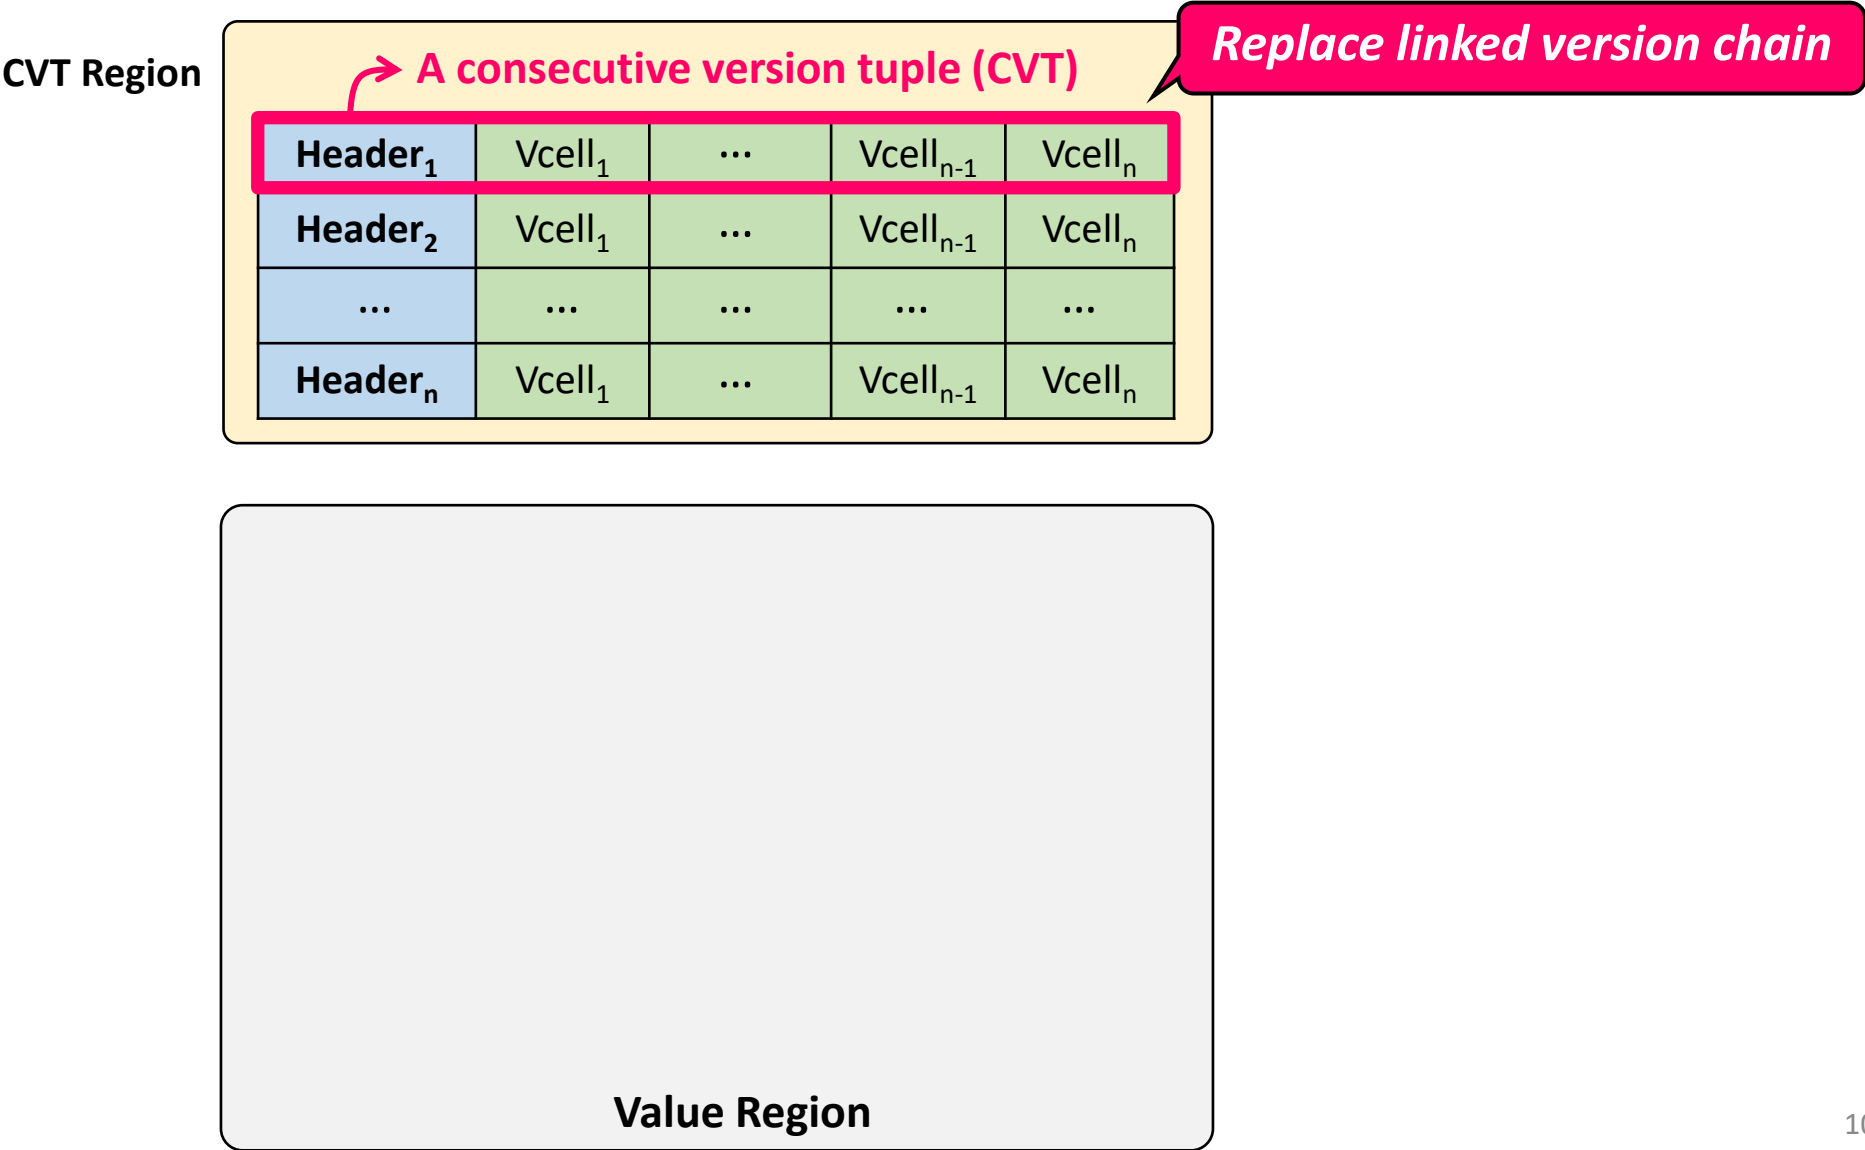 Replace linked version chain
CVT Region
A consecutive version tuple (CVT)
Header1 Vcell1 ... Vcelln-1 Vcelln
Header2 Vcell1 ... Vcelln-1 Vcelln
... ... ... ... ...
Headern Vcell1 ... Vcelln-1 Vcelln
Value Region